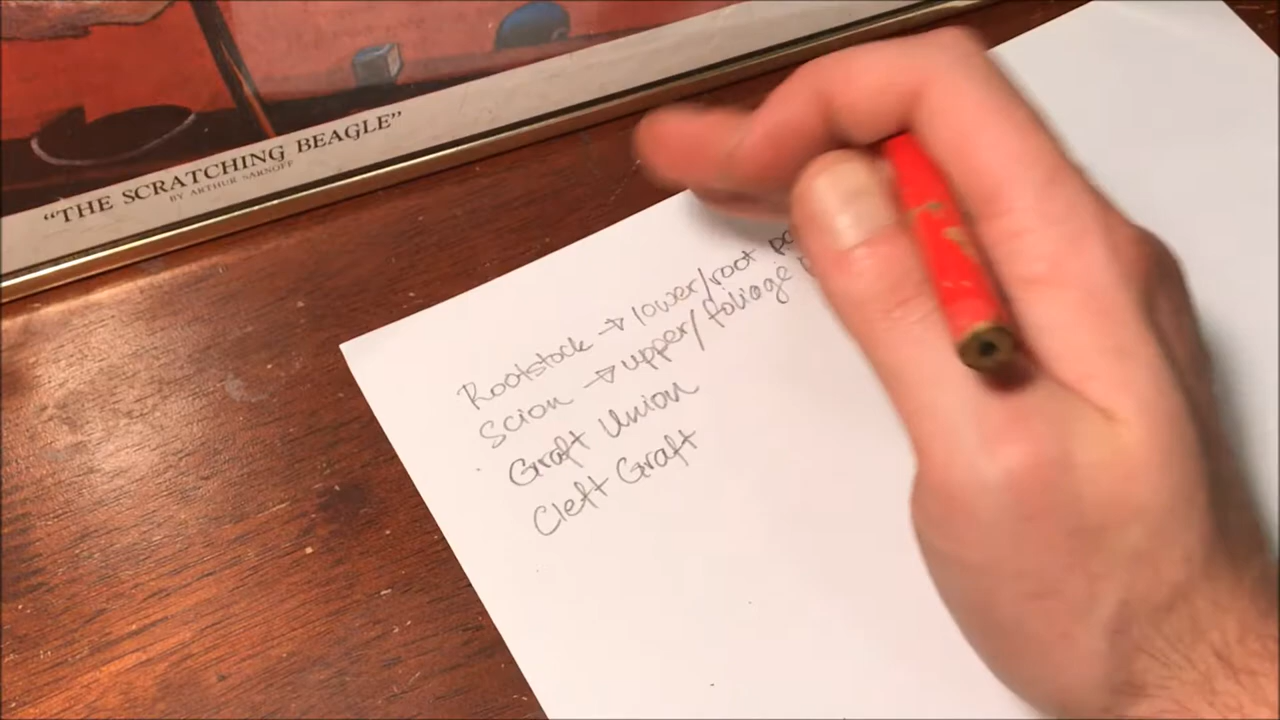 "THE SCRATCHING BEAGLE"
BY ARTHUR SARNOFF
Rootstock → lower/root
Scion → upper/foliage
Graft Union
Cleft Graft